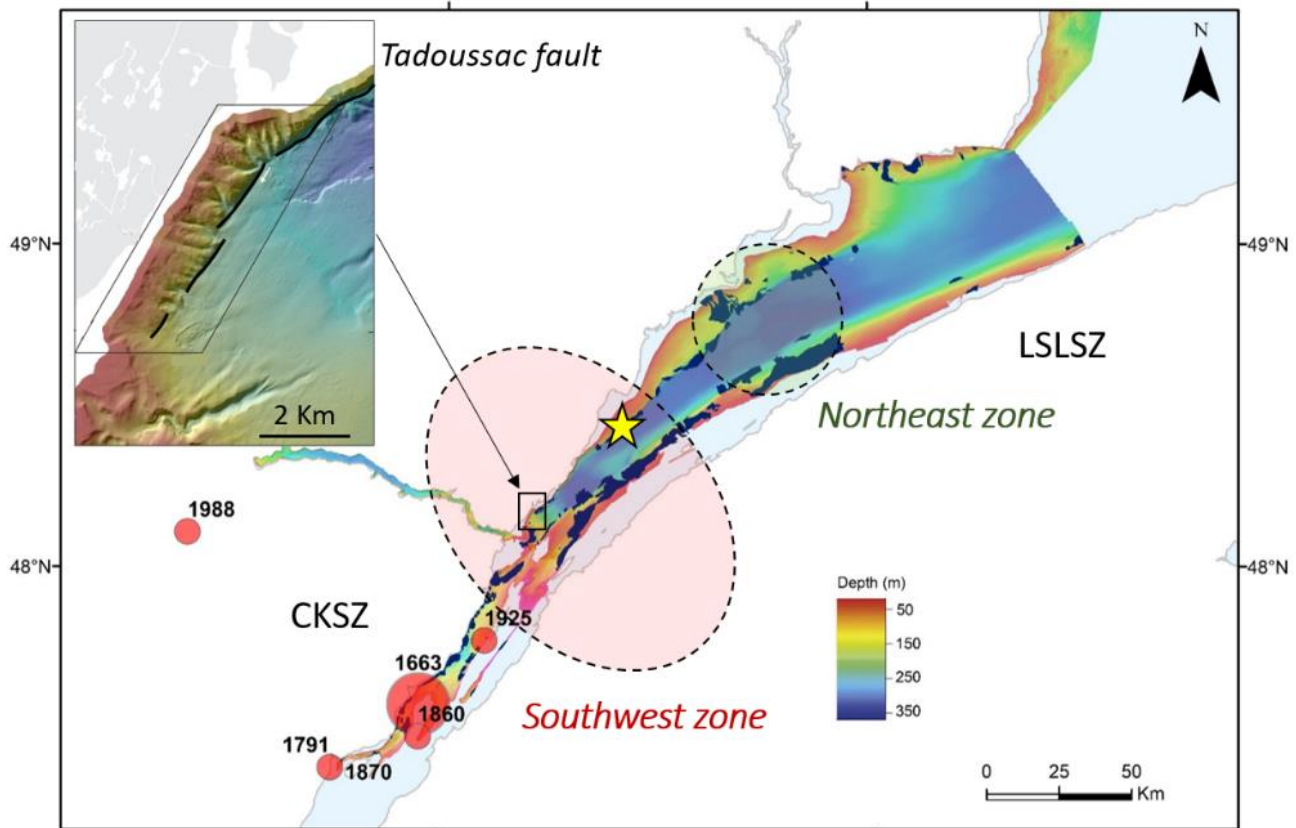 Tadoussac fault
N
2 Km
49°N
49°N
LSLSZ
Northeast zone
1988
48°N
48°N
Depth (m)
50
150
250
350
CKSZ
1925
1663
1860
Southwest zone
1791
1870
0 25 50
Km